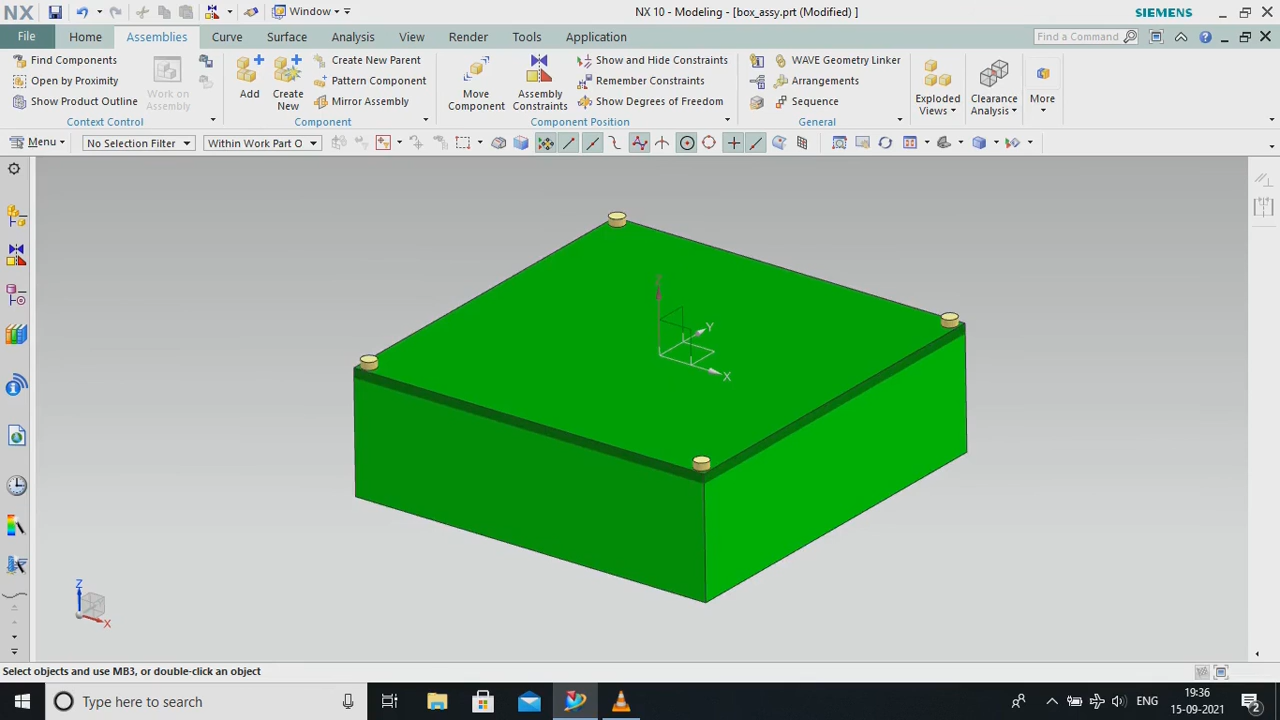 NX
Window
NX 10 - Modeling - [box_assy.prt (Modified) ]
SIEMENS
File
Home
Assemblies
Curve
Surface
Analysis
View
Render
Tools
Application
Find a Command
Find Components
Open by Proximity
Show Product Outline
Work on
Assembly
Context Control
Add
Create
New
Create New Parent
Pattern Component
Mirror Assembly
Component
Move
Component
Assembly
Constraints
Show and Hide Constraints
Remember Constraints
Show Degrees of Freedom
Component Position
WAVE Geometry Linker
Arrangements
Sequence
General
Exploded
Views
Clearance
Analysis
More
Menu
No Selection Filter
Within Work Part O
Z
Y
X
Z
X
Select objects and use MB3, or double-click an object
Type here to search
ENG
19:36
15-09-2021
2